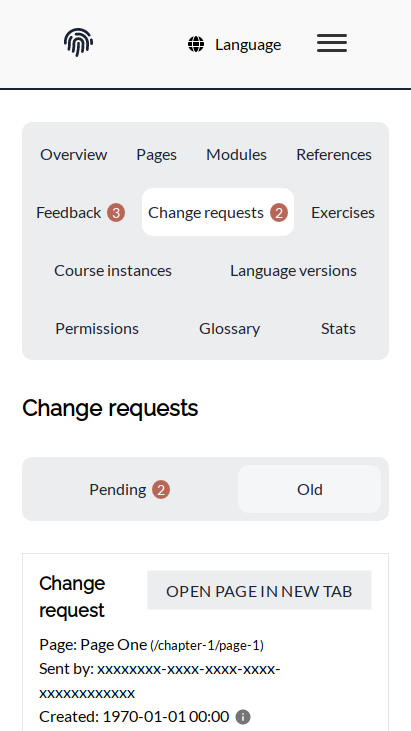 Language
Overview Pages Modules References
Feedback 3 Change requests 2 Exercises
Course instances Language versions
Permissions Glossary Stats
Change requests
Pending 2 Old
Change request
OPEN PAGE IN NEW TAB
Page: Page One (/chapter-1/page-1)
Sent by: xxxxxxxx-xxxx-xxxx-xxxx-
xxxxxxxxxxxx
Created: 1970-01-01 00:00